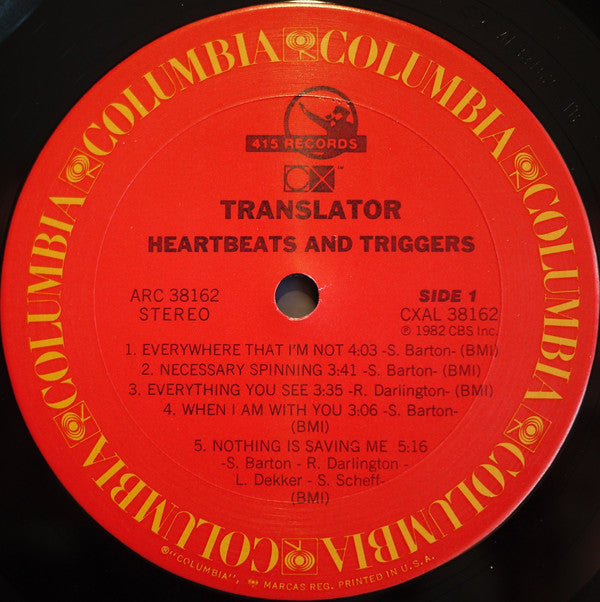 COLUMBIA COLUMBIA COLUMBIA COLUMBIA COLUMBIA COLUMBIA COLUMBIA COLUMBIA
415 RECORDS
™
TRANSLATOR
HEARTBEATS AND TRIGGERS
ARC 38162
STEREO
SIDE 1
CXAL 38162
℗ 1982 CBS Inc.
1. EVERYWHERE THAT I'M NOT 4:03 -S. Barton- (BMI)
2. NECESSARY SPINNING 3:41 -S. Barton- (BMI)
3. EVERYTHING YOU SEE 3:35 -R. Darlington- (BMI)
4. WHEN I AM WITH YOU 3:06 -S. Barton-
(BMI)
5. NOTHING IS SAVING ME 5:16
-S. Barton - R. Darlington -
L. Dekker - S. Scheff-
(BMI)
®"COLUMBIA", MARCAS REG. PRINTED IN U.S.A.